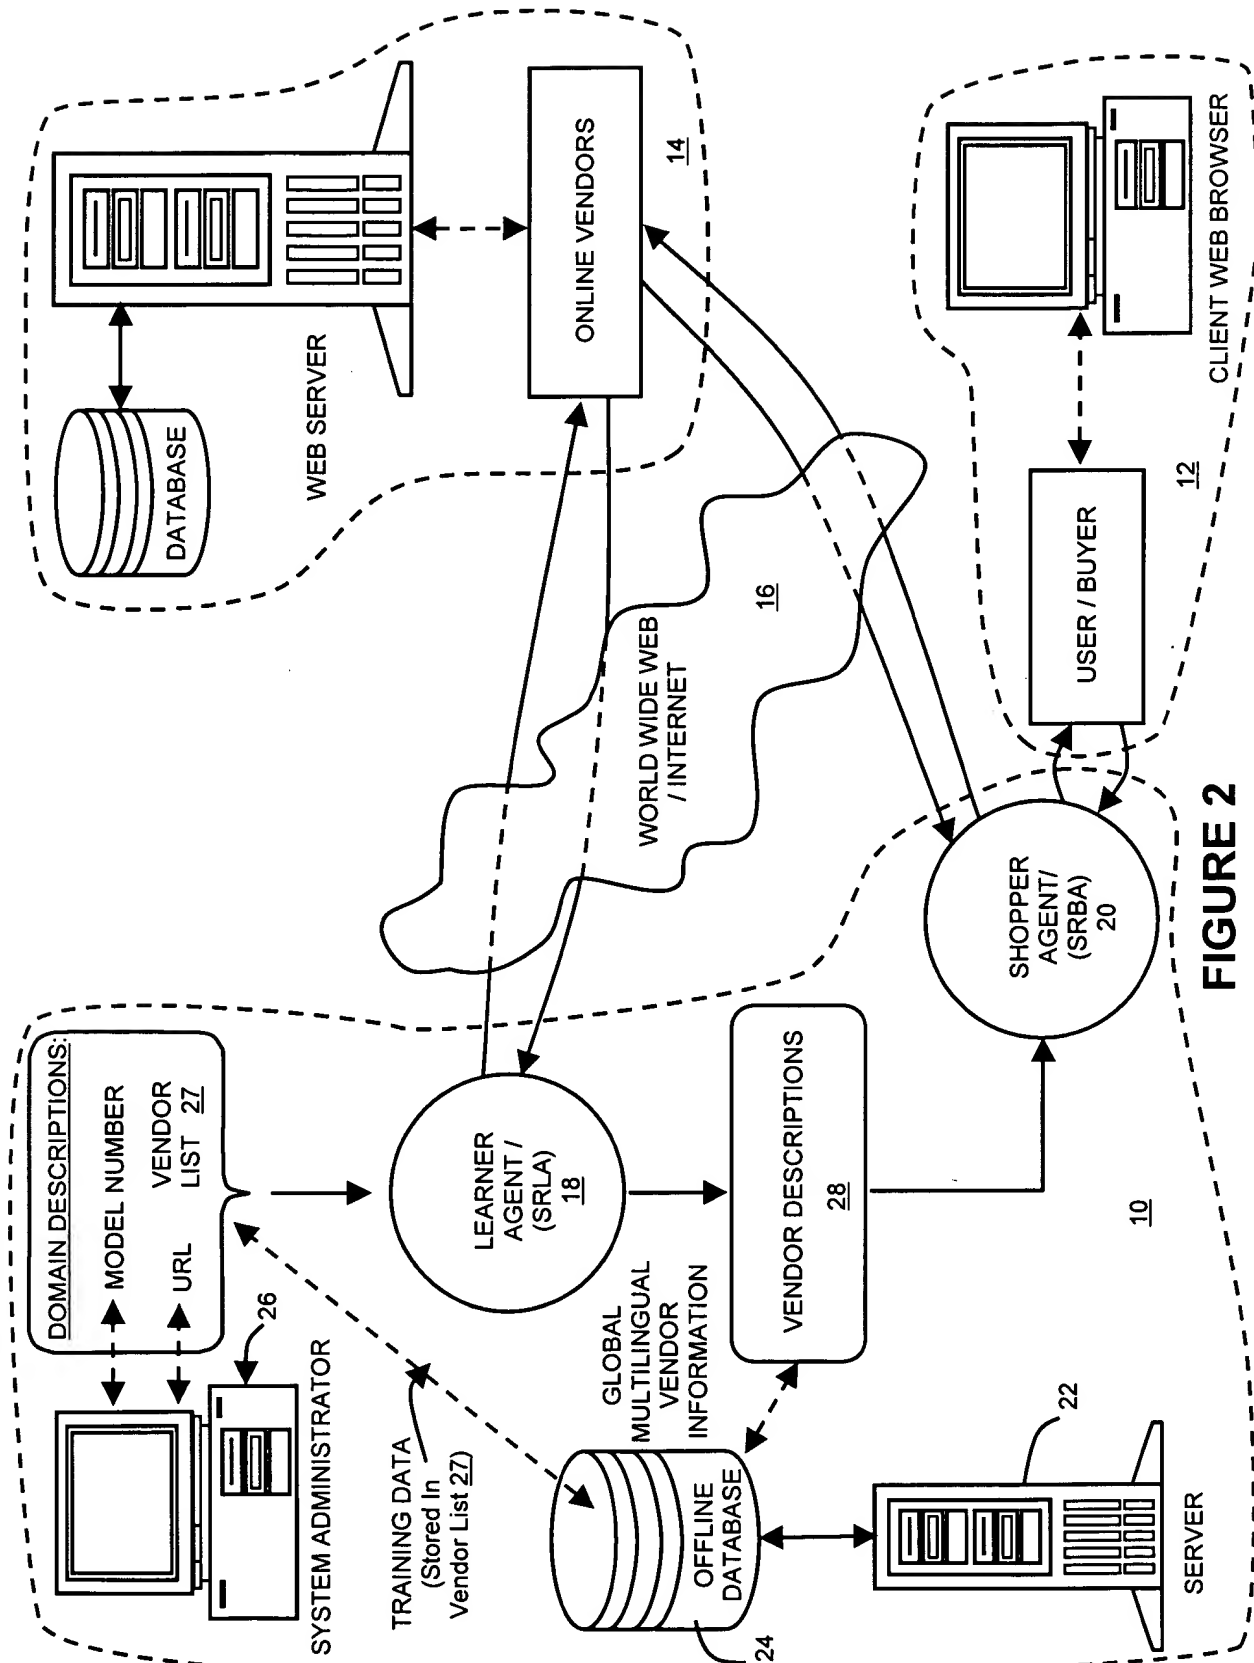 SYSTEM ADMINISTRATOR
26
DOMAIN DESCRIPTIONS:
MODEL NUMBER
URL
VENDOR
LIST 27
TRAINING DATA
(Stored In
Vendor List 27)
LEARNER
AGENT /
(SRLA)
18
DATABASE
WEB SERVER
ONLINE VENDORS
14
WORLD WIDE WEB
/ INTERNET
16
OFFLINE
DATABASE
24
GLOBAL
MULTILINGUAL
VENDOR
INFORMATION
VENDOR DESCRIPTIONS
28
SERVER
22
10
SHOPPER
AGENT/
(SRBA)
20
USER / BUYER
12
CLIENT WEB BROWSER
FIGURE 2